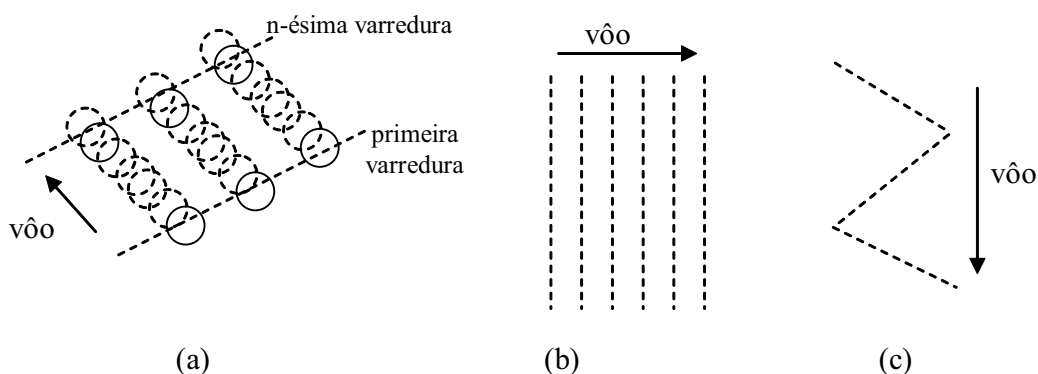 n-ésima varredura
primeira
varredura
vôo
vôo
vôo
(a)
(b)
(c)